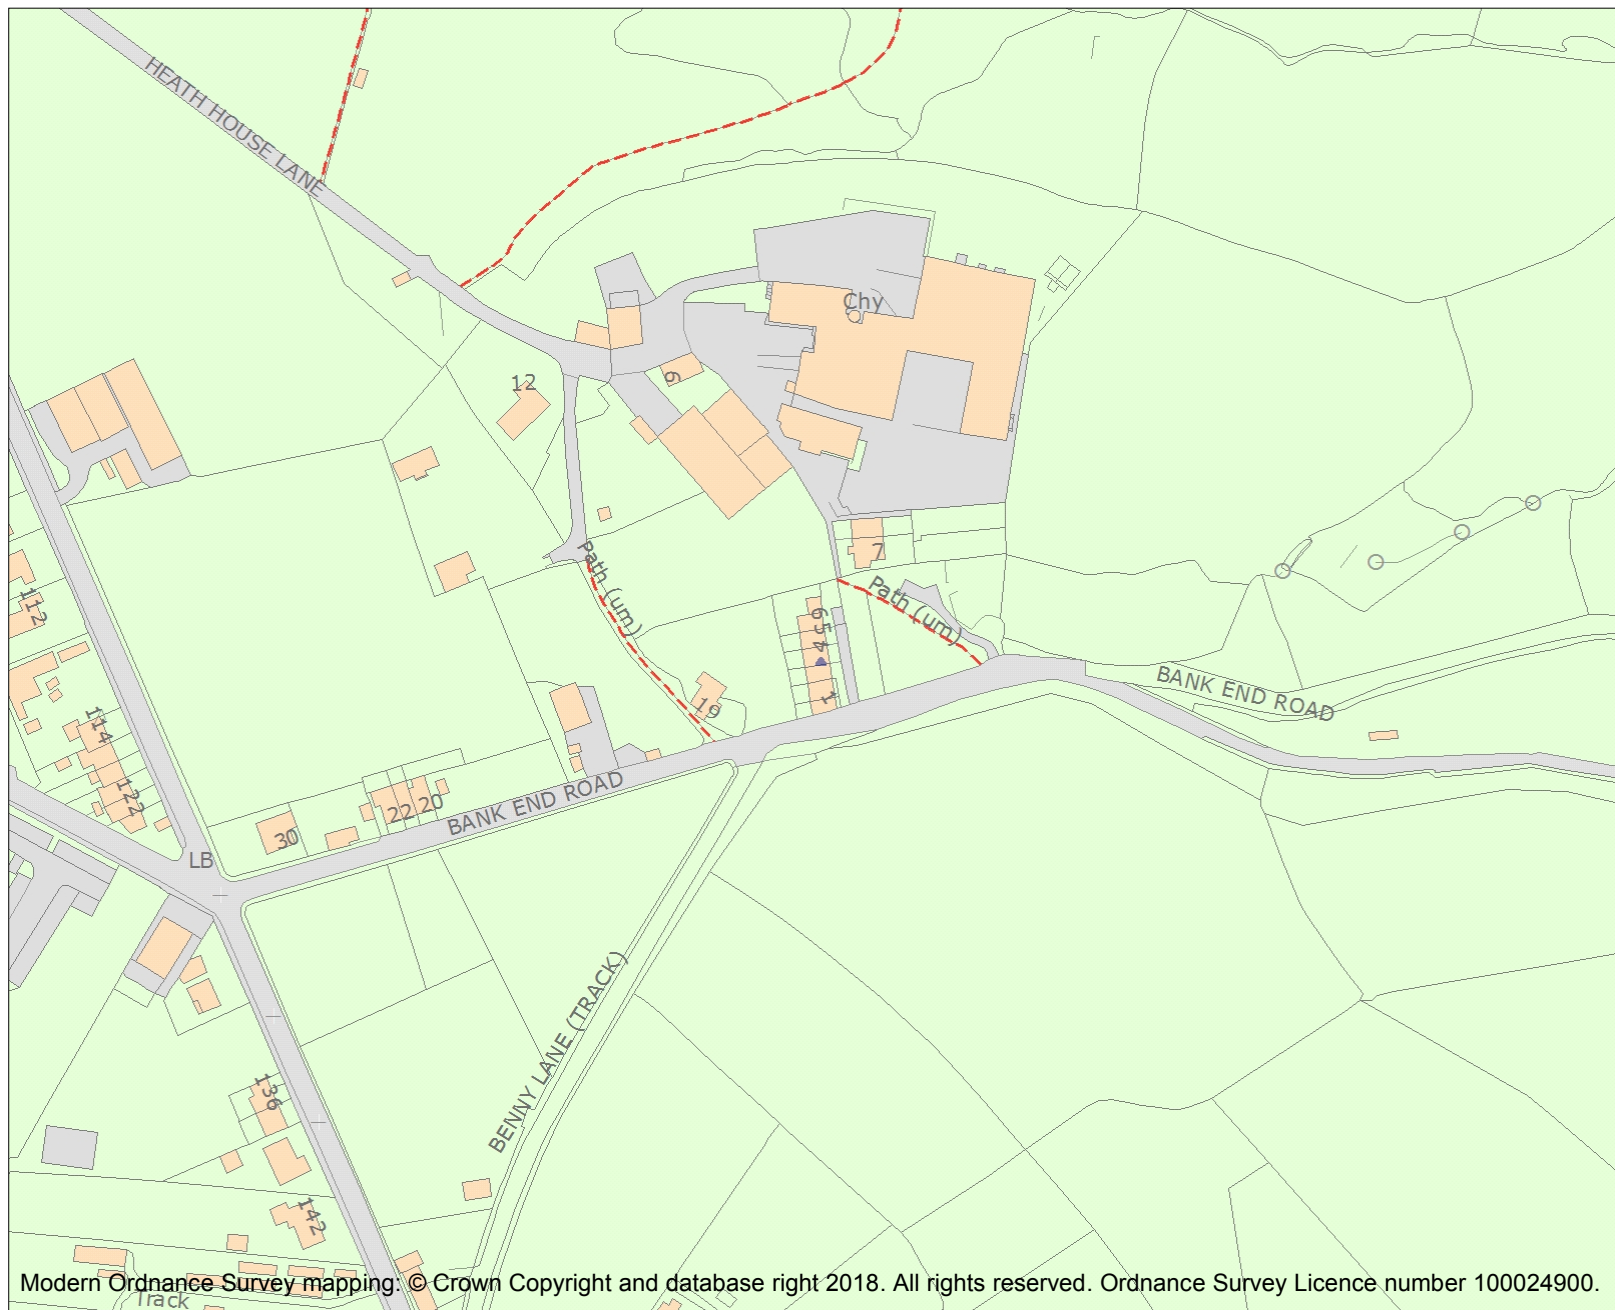 HEATH HOUSE LANE
Chy
12
6
Path (um)
7
Path (um)
112
6
5
4
1
BANK END ROAD
19
114
122
22
20
BANK END ROAD
30
LB
BENNY LANE (TRACK)
136
142
Modern Ordnance Survey mapping: © Crown Copyright and database right 2018. All rights reserved. Ordnance Survey Licence number 100024900.
Track